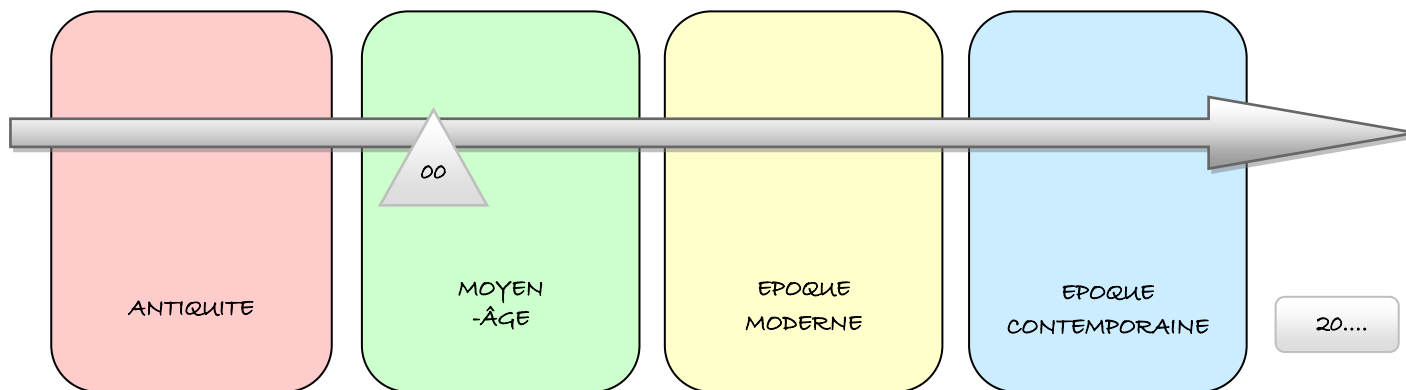 00
ANTIQUITE
MOYEN
-ÂGE
EPOQUE
MODERNE
EPOQUE
CONTEMPORAINE
20....